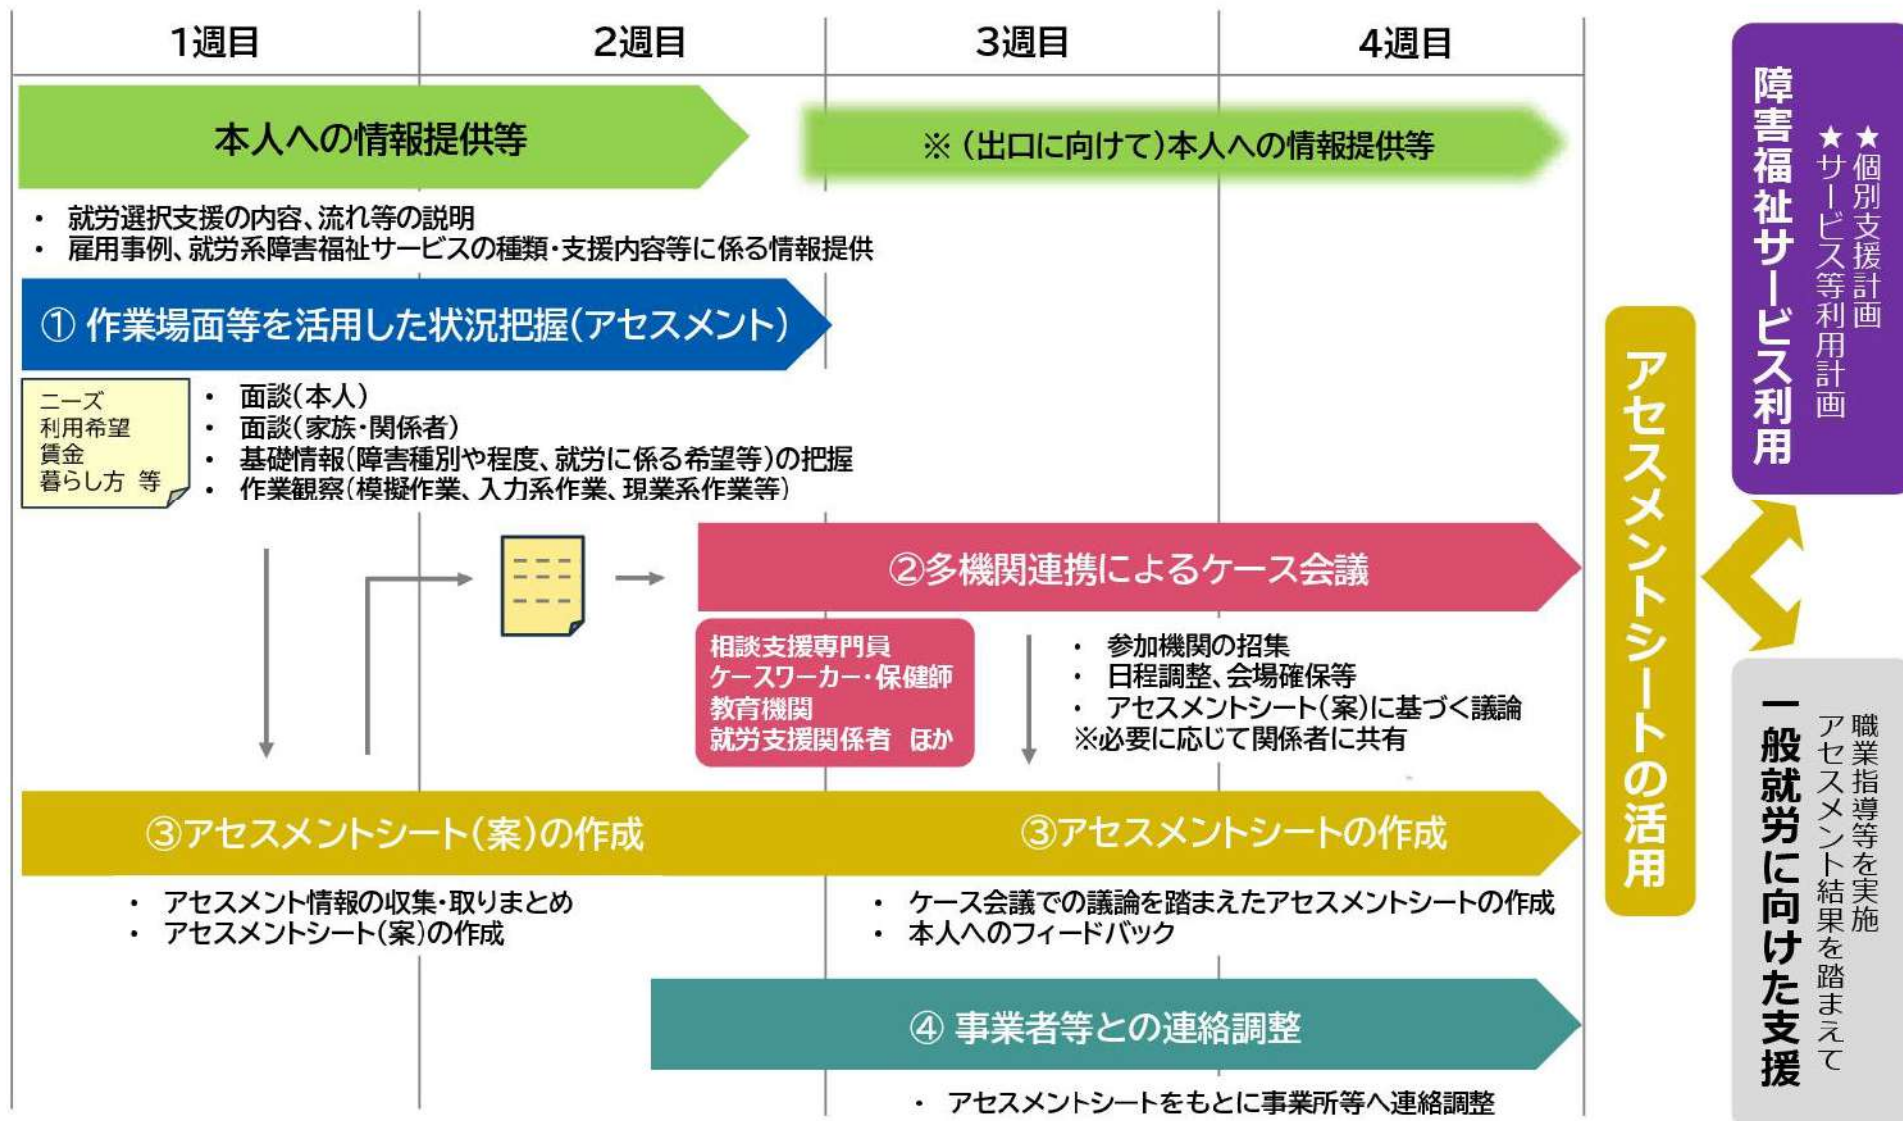 1週目
2週目
3週目
4週目
本人への情報提供等
※（出口に向けて）本人への情報提供等
・ 就労選択支援の内容、流れ等の説明
・ 雇用事例、就労系障害福祉サービスの種類・支援内容等に係る情報提供
① 作業場面等を活用した状況把握（アセスメント）
ニーズ
利用希望
賃金
暮らし方 等
・ 面談（本人）
・ 面談（家族・関係者）
・ 基礎情報（障害種別や程度、就労に係る希望等）の把握
・ 作業観察（模擬作業、入力系作業、現業系作業等）
②多機関連携によるケース会議
相談支援専門員
ケースワーカー・保健師
教育機関
就労支援関係者 ほか
・ 参加機関の招集
・ 日程調整、会場確保等
・ アセスメントシート（案）に基づく議論
※必要に応じて関係者に共有
③アセスメントシート（案）の作成
③アセスメントシートの作成
・ アセスメント情報の収集・取りまとめ
・ アセスメントシート（案）の作成
・ ケース会議での議論を踏まえたアセスメントシートの作成
・ 本人へのフィードバック
④ 事業者等との連絡調整
・ アセスメントシートをもとに事業所等へ連絡調整
アセスメントシートの活用
障害福祉サービス利用
★個別支援計画
★サービス等利用計画
一般就労に向けた支援
アセスメント結果を踏まえて
職業指導等を実施